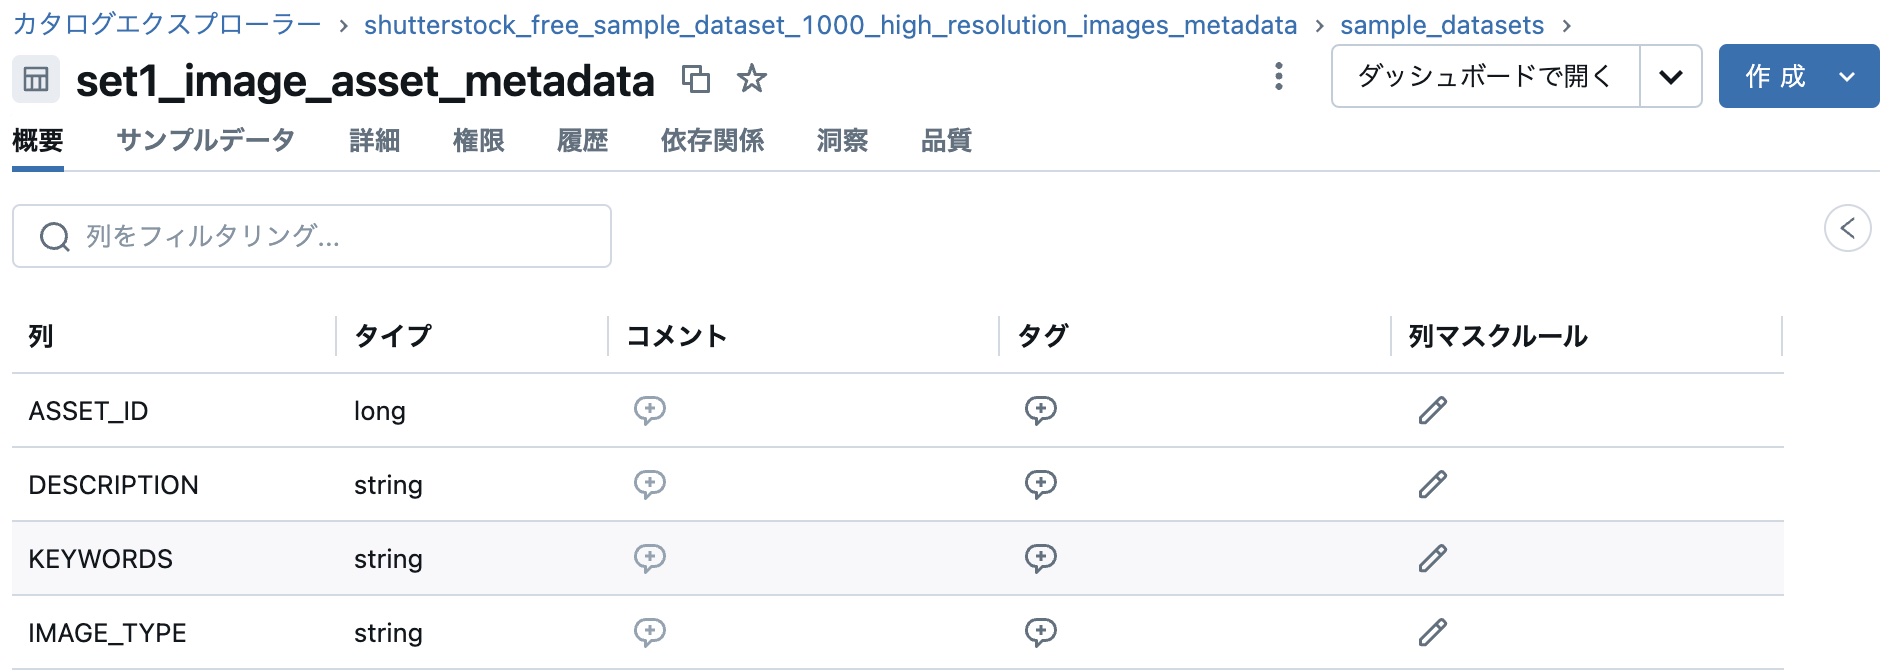 カタログエクスプローラー › shutterstock_free_sample_dataset_1000_high_resolution_images_metadata › sample_datasets ›
set1_image_asset_metadata ダッシュボードで開く 作成
概要 サンプルデータ 詳細 権限 履歴 依存関係 洞察 品質
列をフィルタリング...
列 タイプ コメント タグ 列マスクルール
ASSET_ID long
DESCRIPTION string
KEYWORDS string
IMAGE_TYPE string